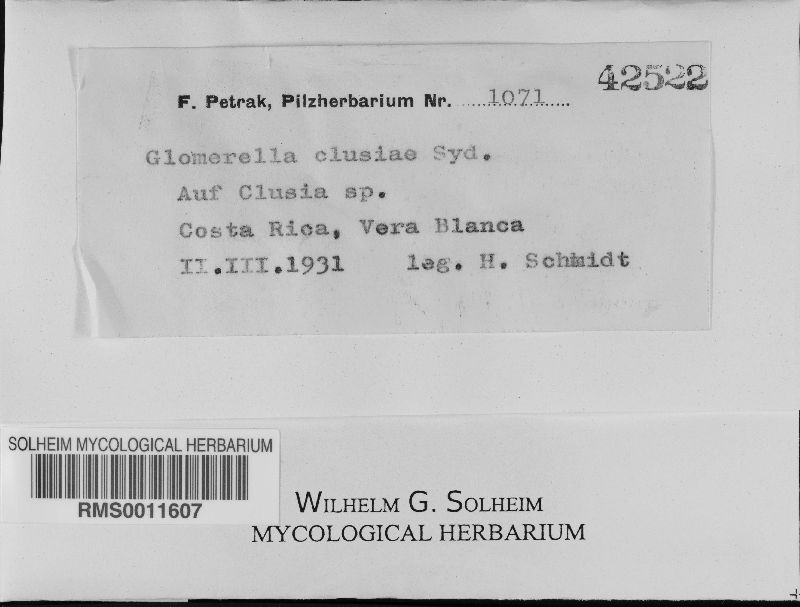 42522
F. Petrak, Pilzherbarium Nr. 1071
Glomerella clusiae Syd.
Auf Clusia sp.
Costa Rica, Vera Blanca
II.III.1931 leg. H. Schmidt
SOLHEIM MYCOLOGICAL HERBARIUM
RMS0011607
WILHELM G. SOLHEIM
MYCOLOGICAL HERBARIUM